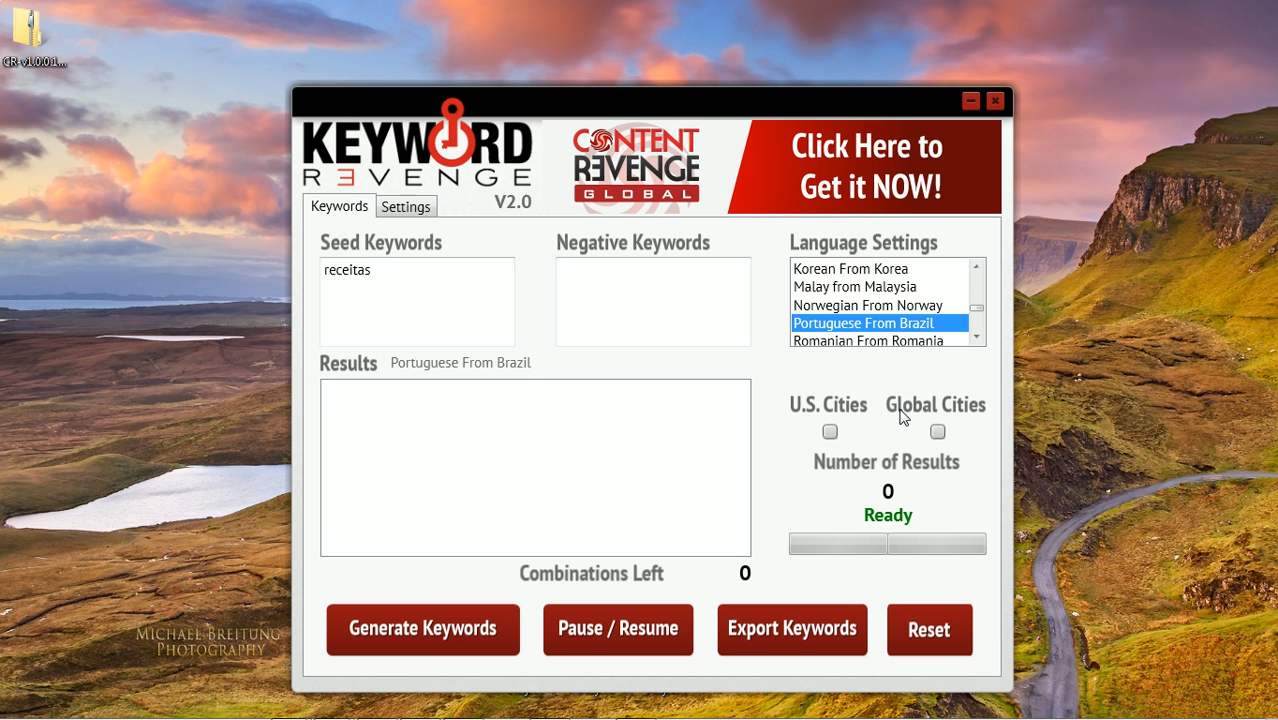 CR-v1.0.0.1...
KEYWORD
REVENGE
V2.0
CONTENT
REVENGE
GLOBAL
Click Here to
Get it NOW!
Keywords
Settings
Seed Keywords
Negative Keywords
Language Settings
receitas
Korean From Korea
Malay from Malaysia
Norwegian From Norway
Portuguese From Brazil
Romanian From Romania
Results
Portuguese From Brazil
U.S. Cities
Global Cities
Number of Results
0
Ready
Combinations Left
0
Generate Keywords
Pause / Resume
Export Keywords
Reset
MICHAEL BREITUNG
PHOTOGRAPHY